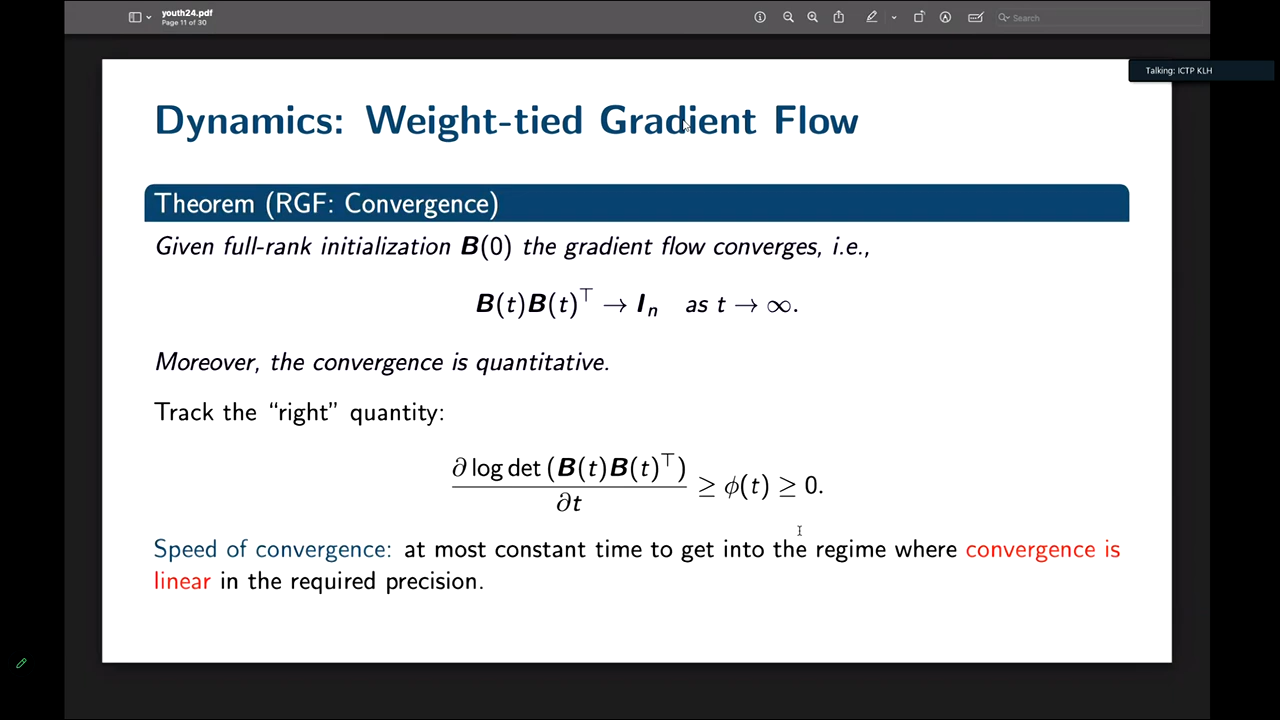 youth24.pdf
Page 11 of 30
Search
Talking: ICTP KLH
Dynamics: Weight-tied Gradient Flow
Theorem (RGF: Convergence)
Given full-rank initialization B(0) the gradient flow converges, i.e.,
B(t)B(t)⊤ → Iₙ as t → ∞.
Moreover, the convergence is quantitative.
Track the “right” quantity:
∂ log det (B(t)B(t)⊤)
∂t
≥ ϕ(t) ≥ 0.
Speed of convergence: at most constant time to get into the regime where convergence is
linear in the required precision.